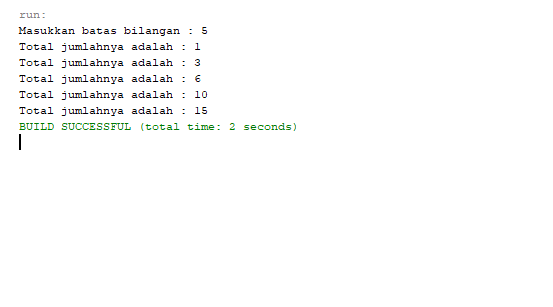 run:
Masukkan batas bilangan : 5
Total jumlahnya adalah : 1
Total jumlahnya adalah : 3
Total jumlahnya adalah : 6
Total jumlahnya adalah : 10
Total jumlahnya adalah : 15
BUILD SUCCESSFUL (total time: 2 seconds)